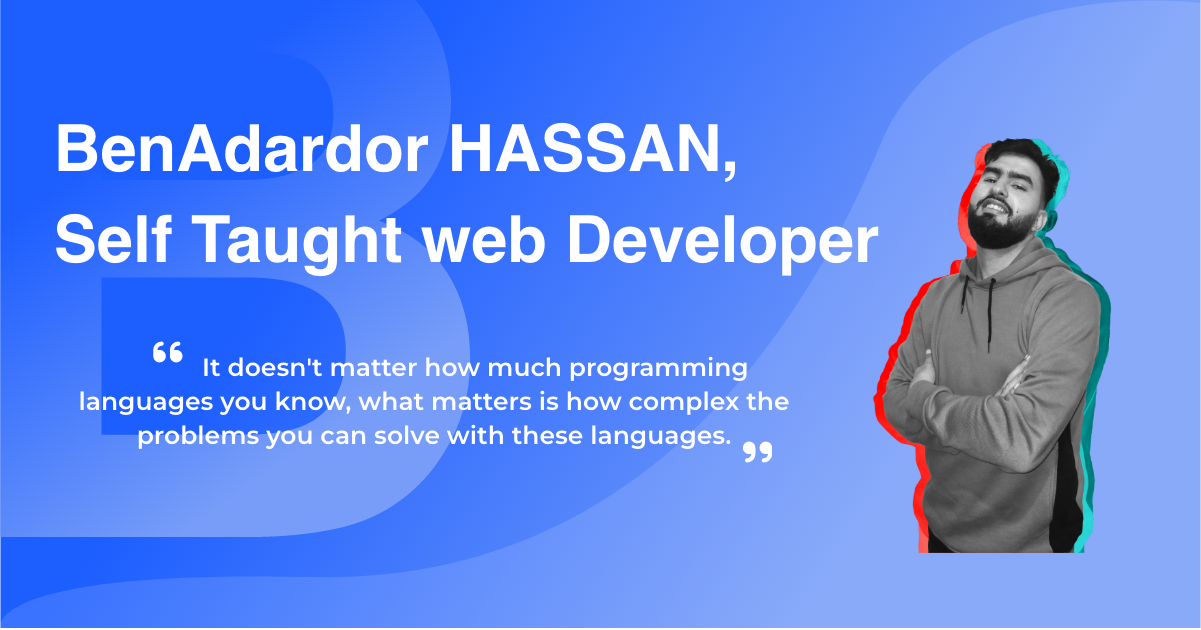 BenAdardor HASSAN,
Self Taught web Developer
“ It doesn't matter how much programming
languages you know, what matters is how complex the
problems you can solve with these languages. ”